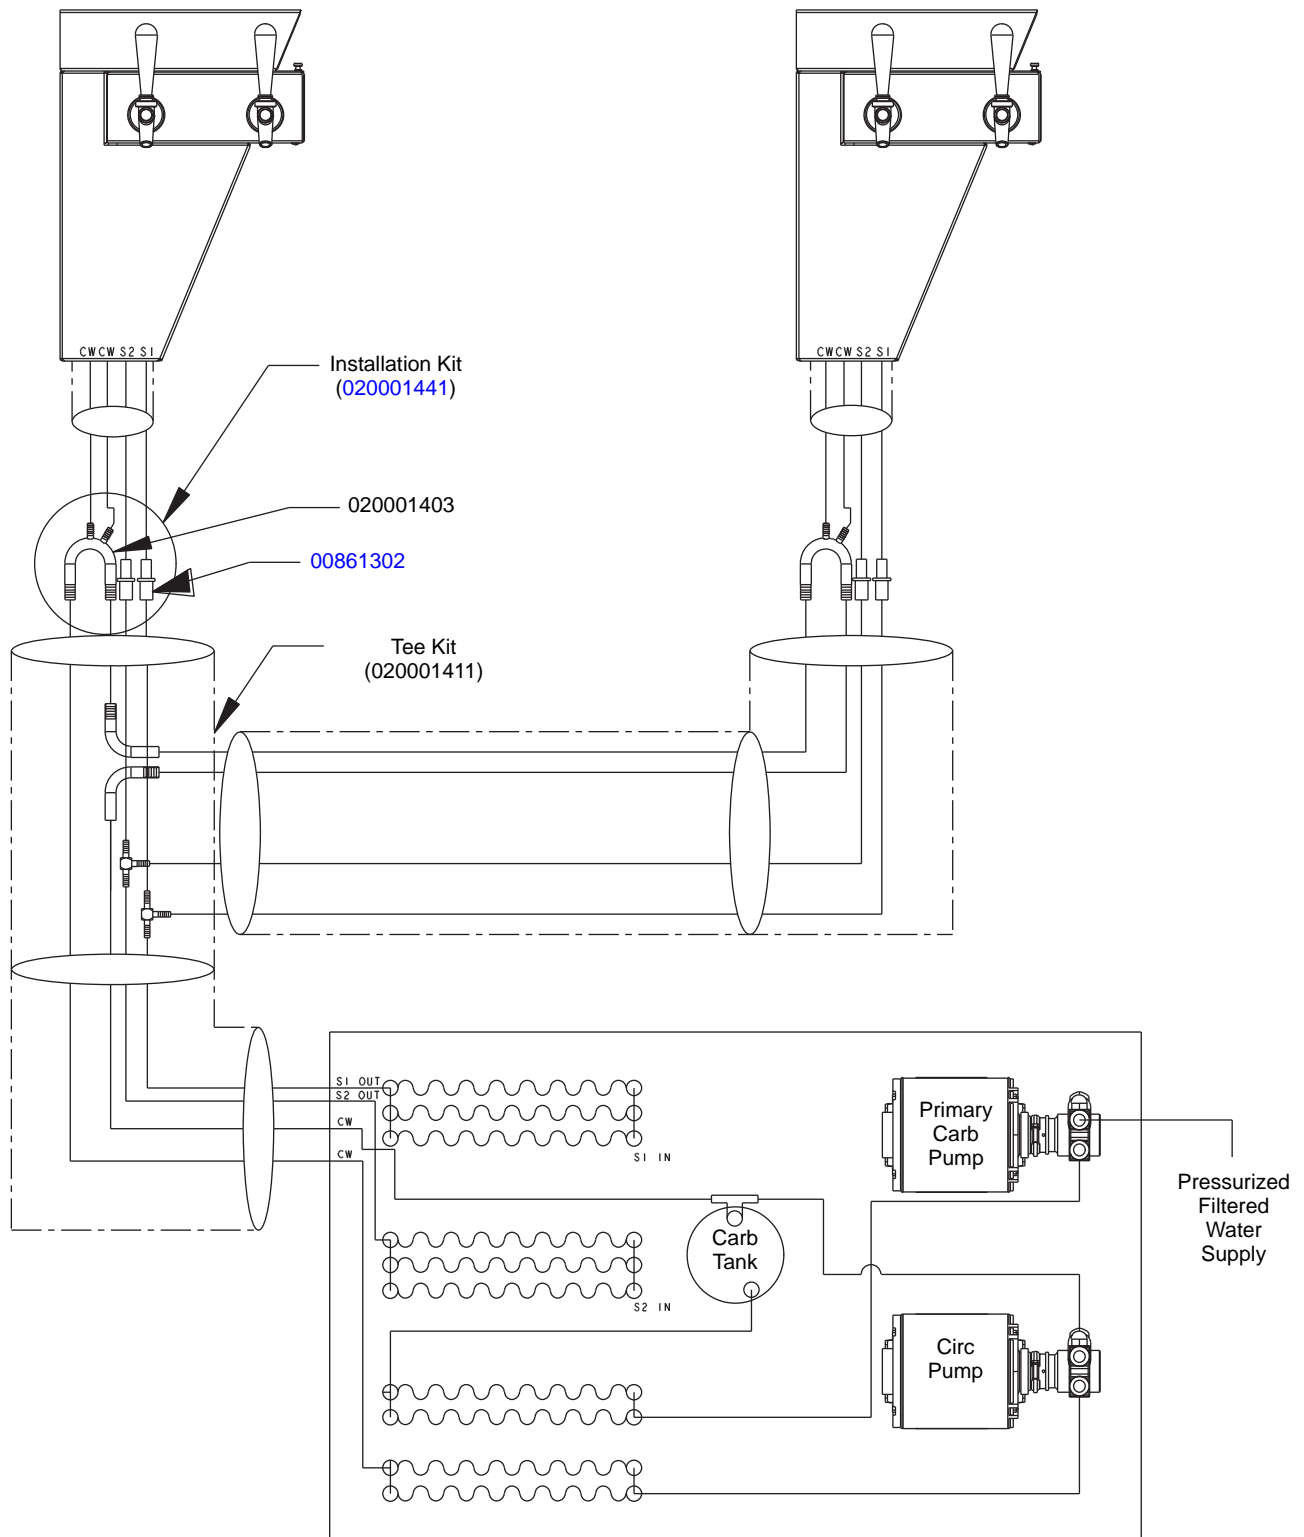 CW CW S2 S1
CW CW S2 S1
Installation Kit
(020001441)
020001403
00861302
Tee Kit
(020001411)
S1 OUT
S2 OUT
CW
CW
S1 IN
Primary
Carb
Pump
Pressurized
Filtered
Water
Supply
Carb
Tank
S2 IN
Circ
Pump